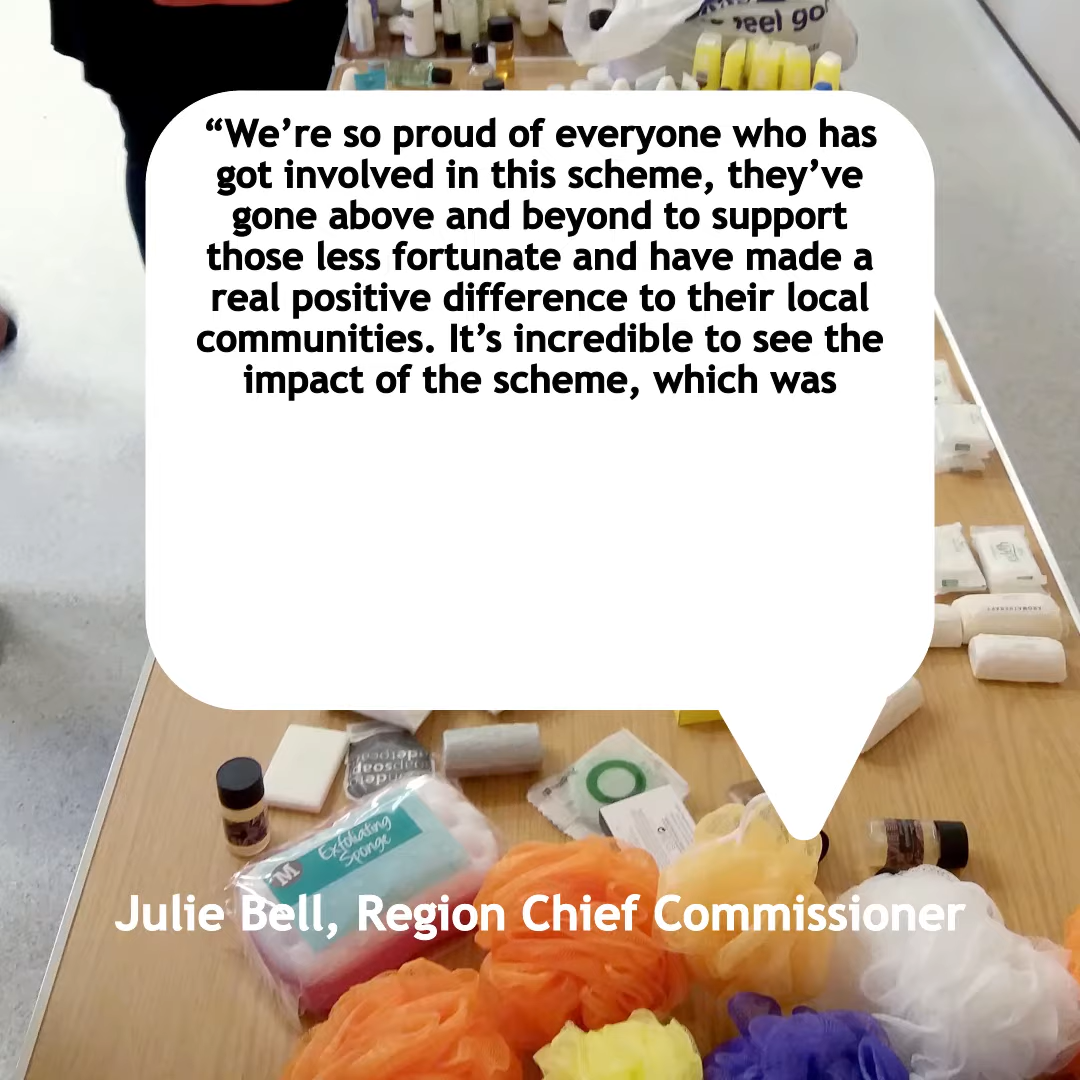 feel go
“We’re so proud of everyone who has
got involved in this scheme, they’ve
gone above and beyond to support
those less fortunate and have made a
real positive difference to their local
communities. It’s incredible to see the
impact of the scheme, which was
M
Exfoliating
Sponge
Julie Bell, Region Chief Commissioner